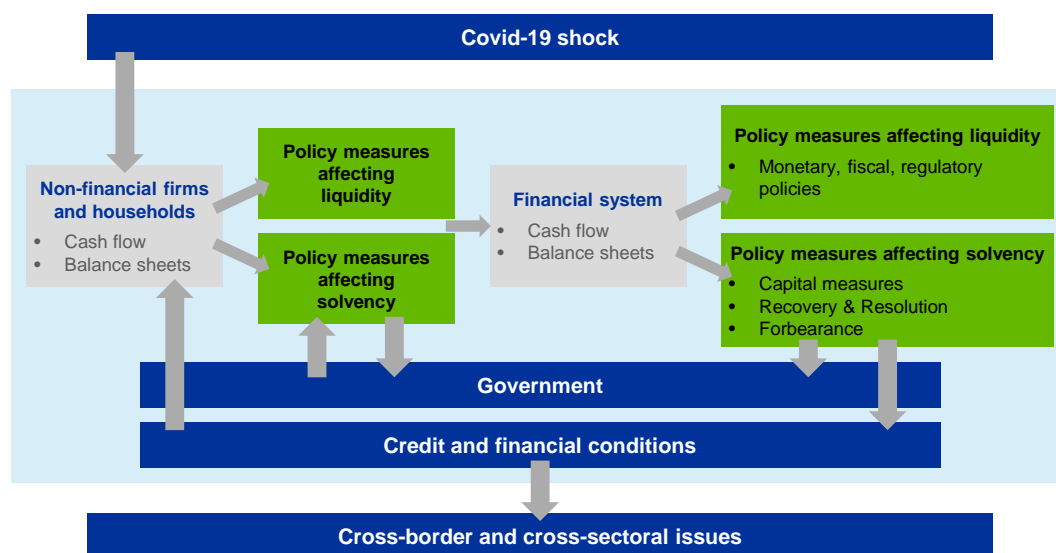 Covid-19 shock
Non-financial firms
and households
• Cash flow
• Balance sheets
Policy measures
affecting
liquidity
Policy measures
affecting
solvency
Financial system
• Cash flow
• Balance sheets
Policy measures affecting liquidity
• Monetary, fiscal, regulatory
policies
Policy measures affecting solvency
• Capital measures
• Recovery & Resolution
• Forbearance
Government
Credit and financial conditions
Cross-border and cross-sectoral issues